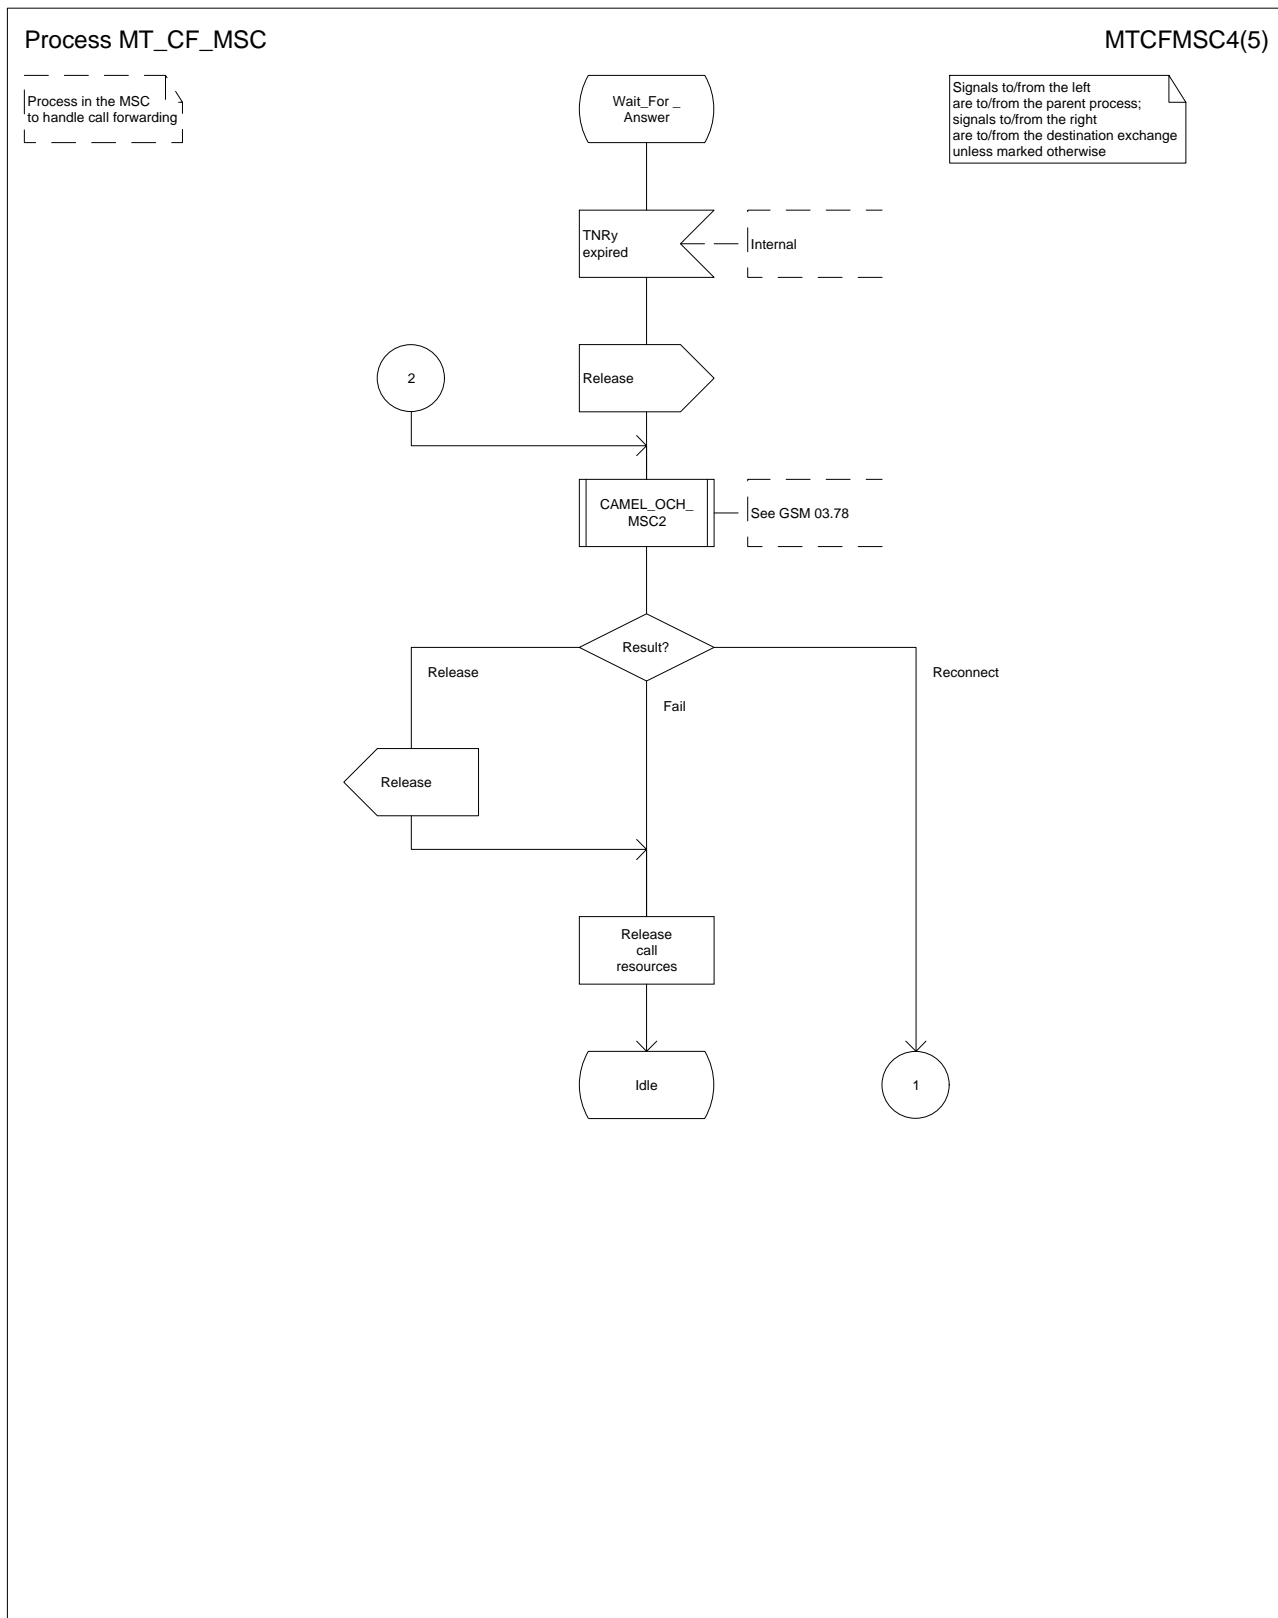 Process MT_CF_MSC
MTCFMSC4(5)
Process in the MSC
to handle call forwarding
Wait_For _
Answer
Signals to/from the left
are to/from the parent process;
signals to/from the right
are to/from the destination exchange
unless marked otherwise
TNRy
expired
Internal
2
Release
CAMEL_OCH_
MSC2
See GSM 03.78
Result?
Release
Reconnect
Fail
Release
Release
call
resources
Idle
1